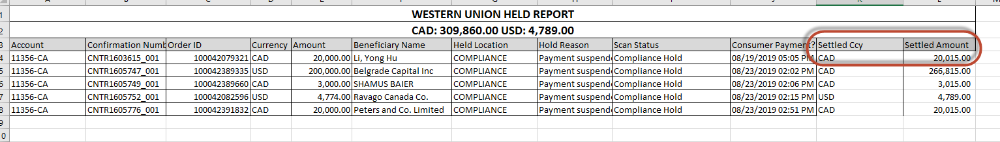 WESTERN UNION HELD REPORT
CAD: 309,860.00 USD: 4,789.00
Account Confirmation Numb Order ID Currency Amount Beneficiary Name Held Location Hold Reason Scan Status Consumer Payment? Settled Ccy Settled Amount
4 11356-CA CNTR1603615_001 100042079321 CAD 20,000.00 Li, Yong Hu COMPLIANCE Payment suspend Compliance Hold 08/19/2019 05:05 PM CAD 20,015.00
11356-CA CNTR1605747_001 100042389335 USD 200,000.00 Belgrade Capital Inc COMPLIANCE Payment suspend Compliance Hold 08/23/2019 02:02 PM CAD 266,815.00
11356-CA CNTR1605749_001 100042389660 CAD 3,000.00 SHAMUS BAIER COMPLIANCE Payment suspend Compliance Hold 08/23/2019 02:06 PM CAD 3,015.00
11356-CA CNTR1605752_001 100042082596 USD 4,774.00 Ravago Canada Co. COMPLIANCE Payment suspend Compliance Hold 08/23/2019 02:15 PM USD 4,789.00
11356-CA CNTR1605776_001 100042391832 CAD 20,000.00 Peters and Co. Limited COMPLIANCE Payment suspend Compliance Hold 08/23/2019 02:51 PM CAD 20,015.00